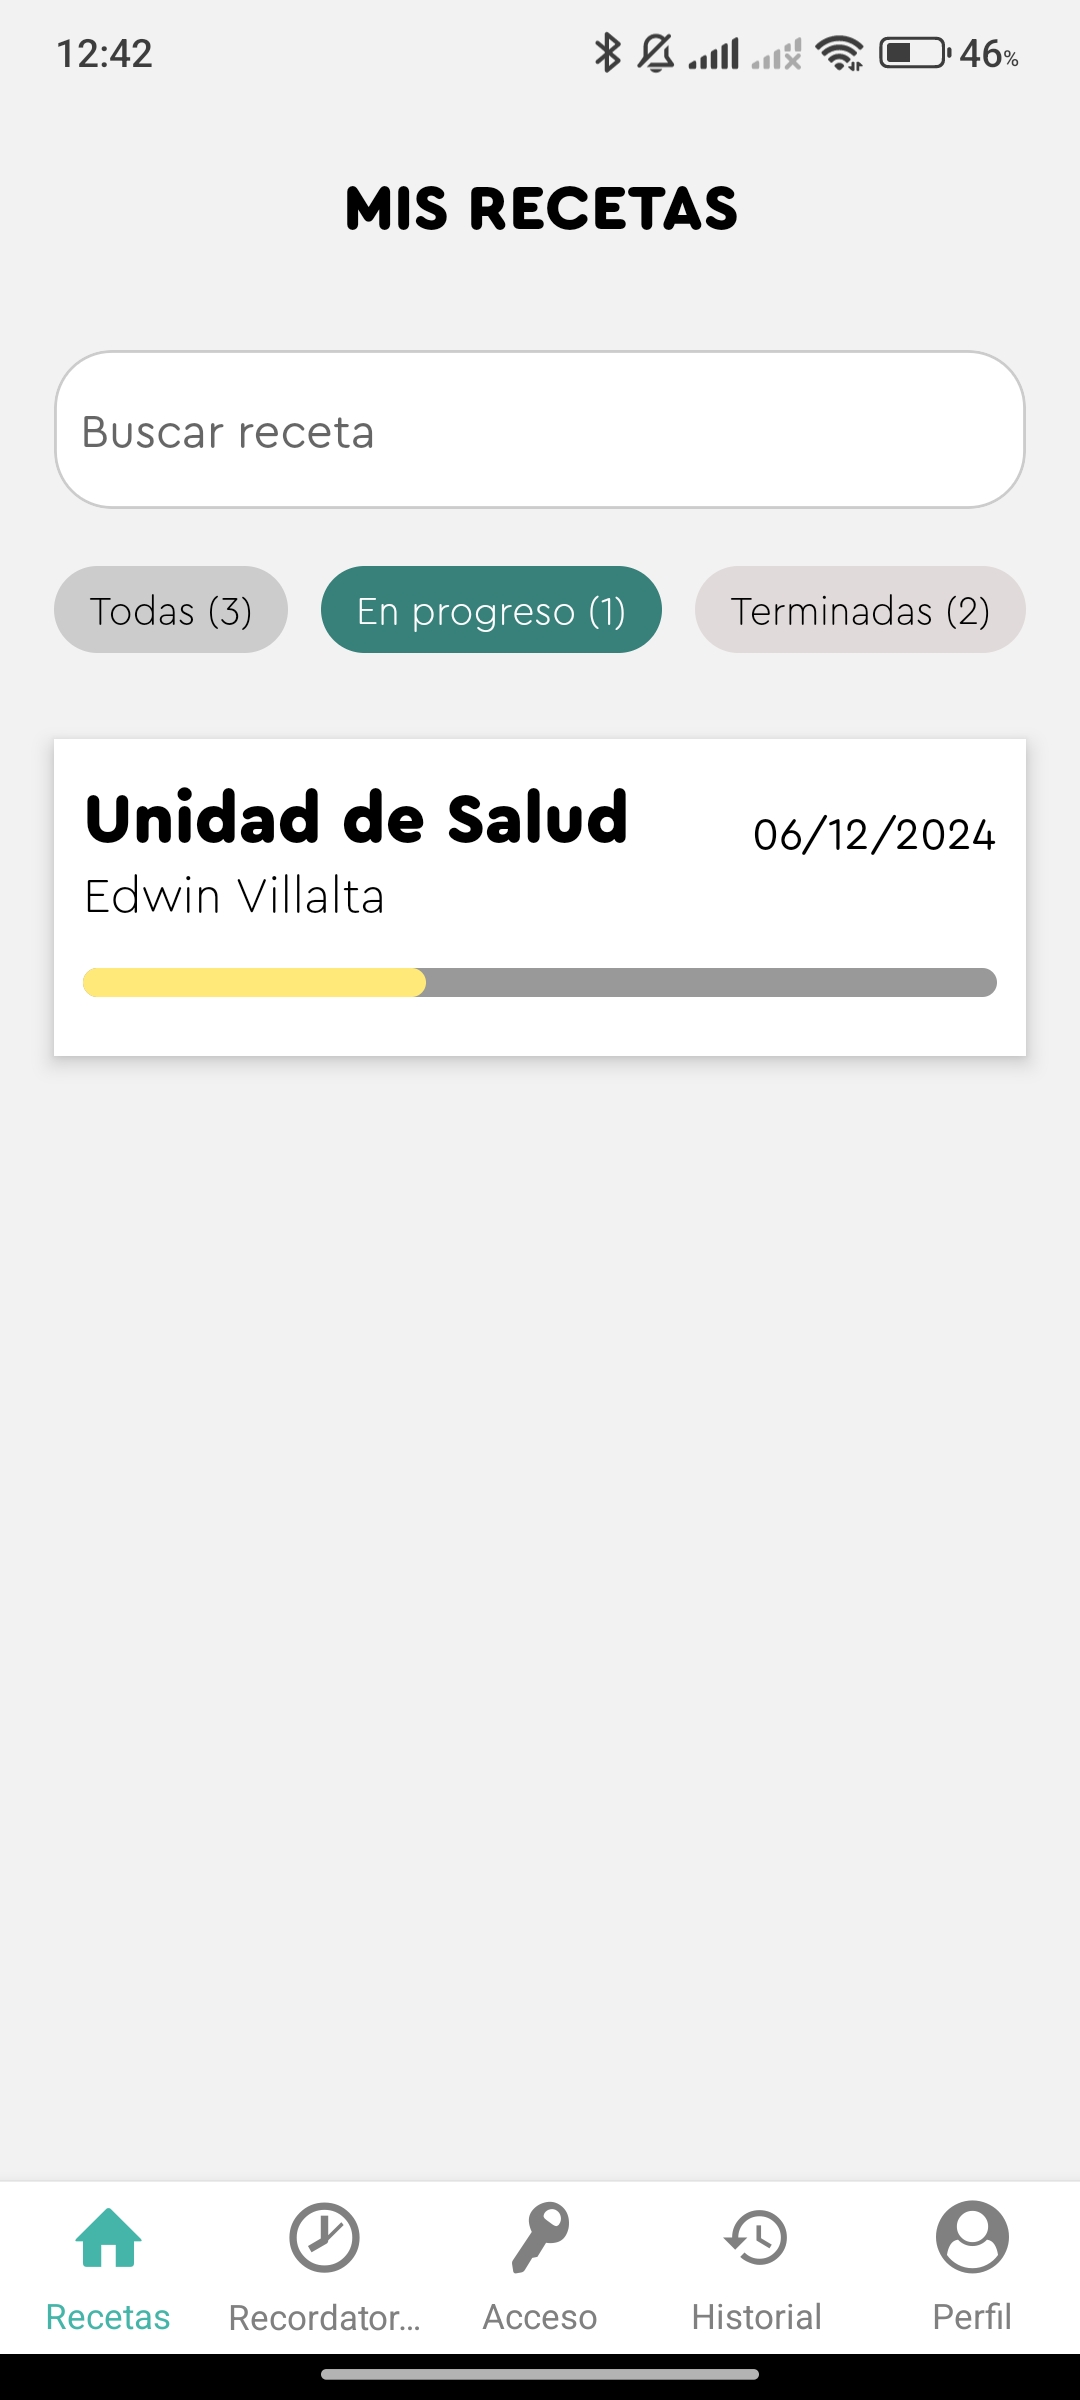 12:42 46%
MIS RECETAS
Buscar receta
Todas (3) En progreso (1) Terminadas (2)
Unidad de Salud 06/12/2024
Edwin Villalta
Recetas Recordator... Acceso Historial Perfil